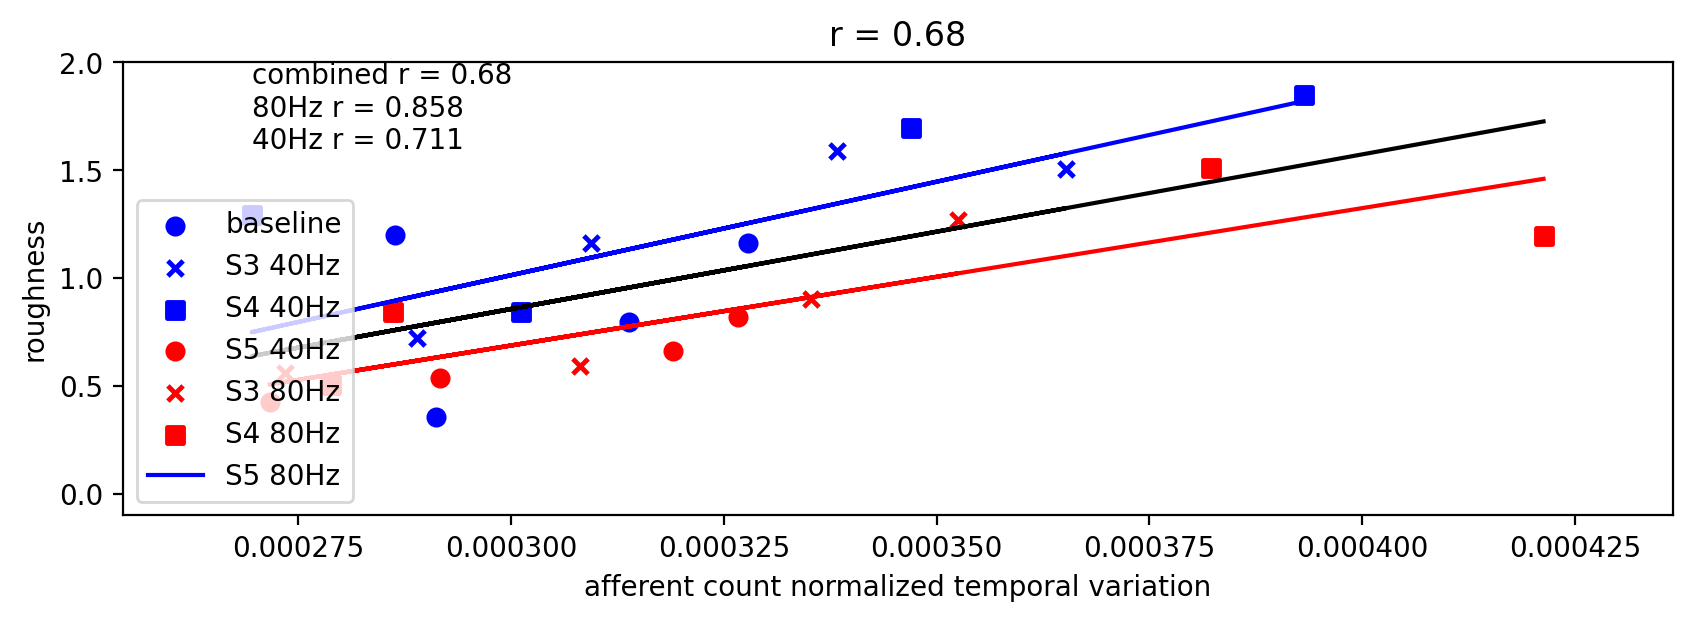 r = 0.68
combined r = 0.68
80Hz r = 0.858
40Hz r = 0.711
roughness
2.0
1.5
1.0
0.5
0.0
baseline
S3 40Hz
S4 40Hz
S5 40Hz
S3 80Hz
S4 80Hz
S5 80Hz
0.000275 0.000300 0.000325 0.000350 0.000375 0.000400 0.000425
afferent count normalized temporal variation